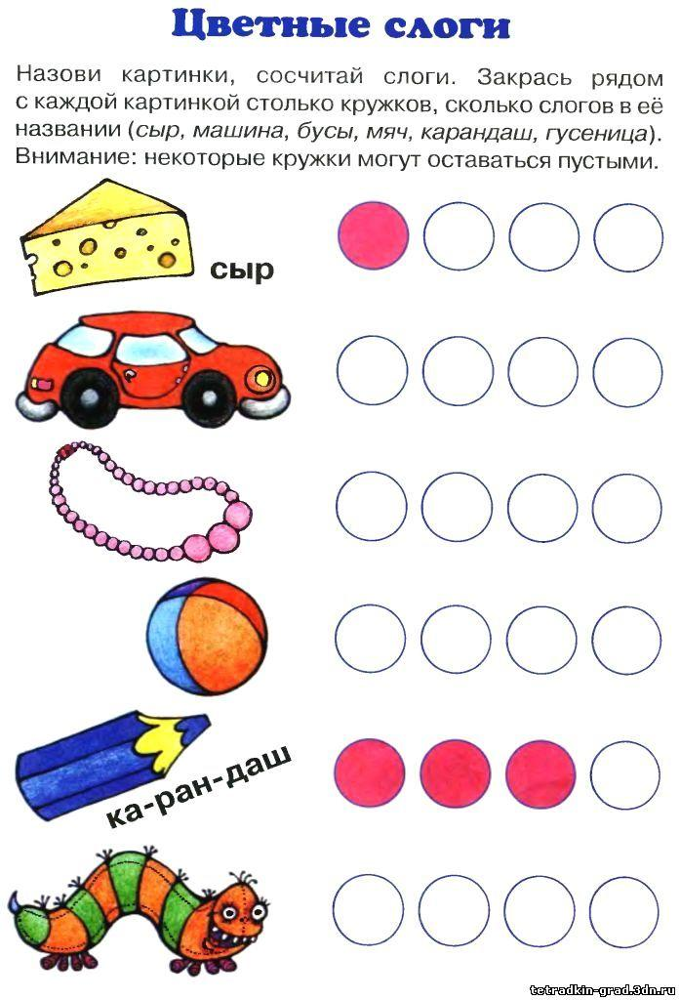 Цветные слоги
Назови картинки, сосчитай слоги. Закрась рядом
с каждой картинкой столько кружков, сколько слогов в её
названии (сыр, машина, бусы, мяч, карандаш, гусеница).
Внимание: некоторые кружки могут оставаться пустыми.
сыр
ка-ран-даш
tetradkin-grad.3dn.ru